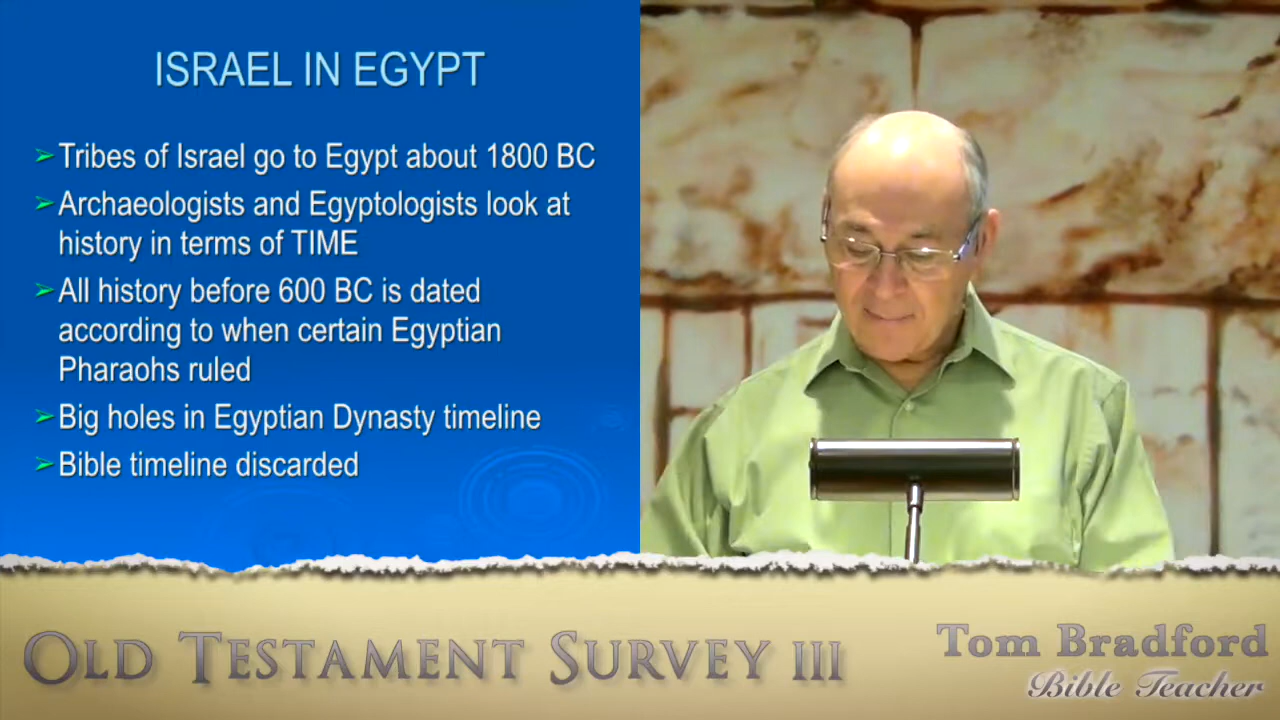 ISRAEL IN EGYPT
➢ Tribes of Israel go to Egypt about 1800 BC
➢ Archaeologists and Egyptologists look at
history in terms of TIME
➢ All history before 600 BC is dated
according to when certain Egyptian
Pharaohs ruled
➢ Big holes in Egyptian Dynasty timeline
➢ Bible timeline discarded
OLD TESTAMENT SURVEY III
Tom Bradford
Bible Teacher